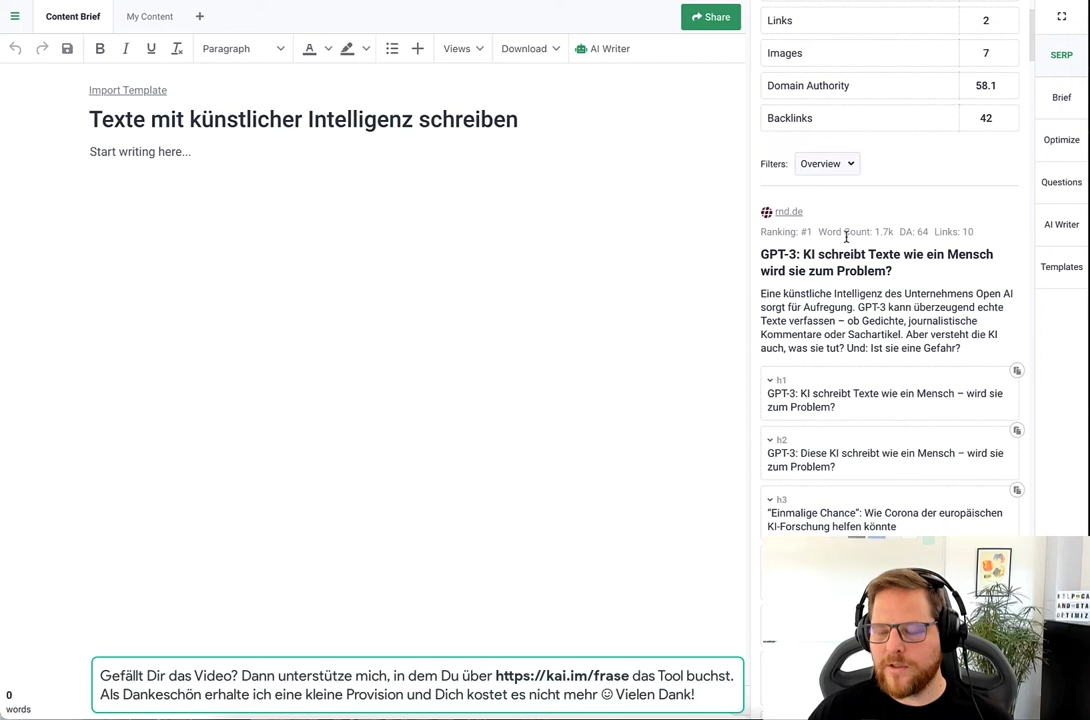 Content Brief
My Content
+
Share
B I U
Paragraph
A
Views
Download
AI Writer
Import Template
Texte mit künstlicher Intelligenz schreiben
Start writing here...
0
words
Links 2
Images 7
Domain Authority 58.1
Backlinks 42
Filters: Overview
rnd.de
Ranking: #1 Word Count: 1.7k DA: 64 Links: 10
GPT-3: KI schreibt Texte wie ein Mensch
wird sie zum Problem?
Eine künstliche Intelligenz des Unternehmens Open AI
sorgt für Aufregung. GPT-3 kann überzeugend echte
Texte verfassen – ob Gedichte, journalistische
Kommentare oder Sachartikel. Aber versteht die KI
auch, was sie tut? Und: Ist sie eine Gefahr?
h1
GPT-3: KI schreibt Texte wie ein Mensch – wird sie
zum Problem?
h2
GPT-3: Diese KI schreibt wie ein Mensch – wird sie
zum Problem?
h3
“Einmalige Chance”: Wie Corona der europäischen
KI-Forschung helfen könnte
SERP
Brief
Optimize
Questions
AI Writer
Templates
Gefällt Dir das Video? Dann unterstütze mich, in dem Du über https://kai.im/frase das Tool buchst.
Als Dankeschön erhalte ich eine kleine Provision und Dich kostet es nicht mehr ☺ Vielen Dank!